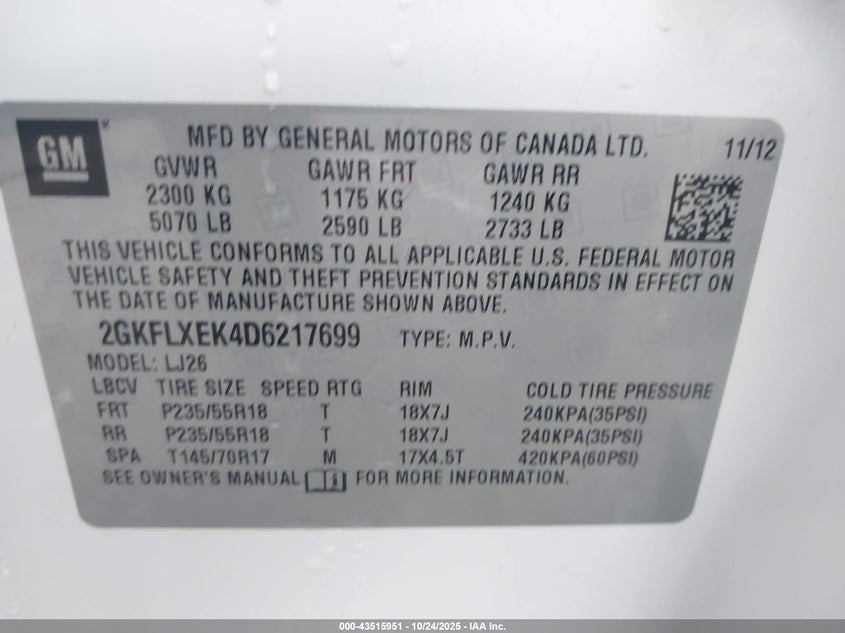 GM
MFD BY GENERAL MOTORS OF CANADA LTD. 11/12
GVWR GAWR FRT GAWR RR
2300 KG 1175 KG 1240 KG
5070 LB 2590 LB 2733 LB
THIS VEHICLE CONFORMS TO ALL APPLICABLE U.S. FEDERAL MOTOR
VEHICLE SAFETY AND THEFT PREVENTION STANDARDS IN EFFECT ON
THE DATE OF MANUFACTURE SHOWN ABOVE.
2GKFLXEK4D6217699 TYPE: M.P.V.
MODEL: LJ26
LBCV TIRE SIZE SPEED RTG RIM COLD TIRE PRESSURE
FRT P235/55R18 T 18X7J 240KPA(35PSI)
RR P235/55R18 T 18X7J 240KPA(35PSI)
SPA T145/70R17 M 17X4.5T 420KPA(60PSI)
SEE OWNER'S MANUAL FOR MORE INFORMATION.
000-43515951 - 10/24/2025 - IAA Inc.